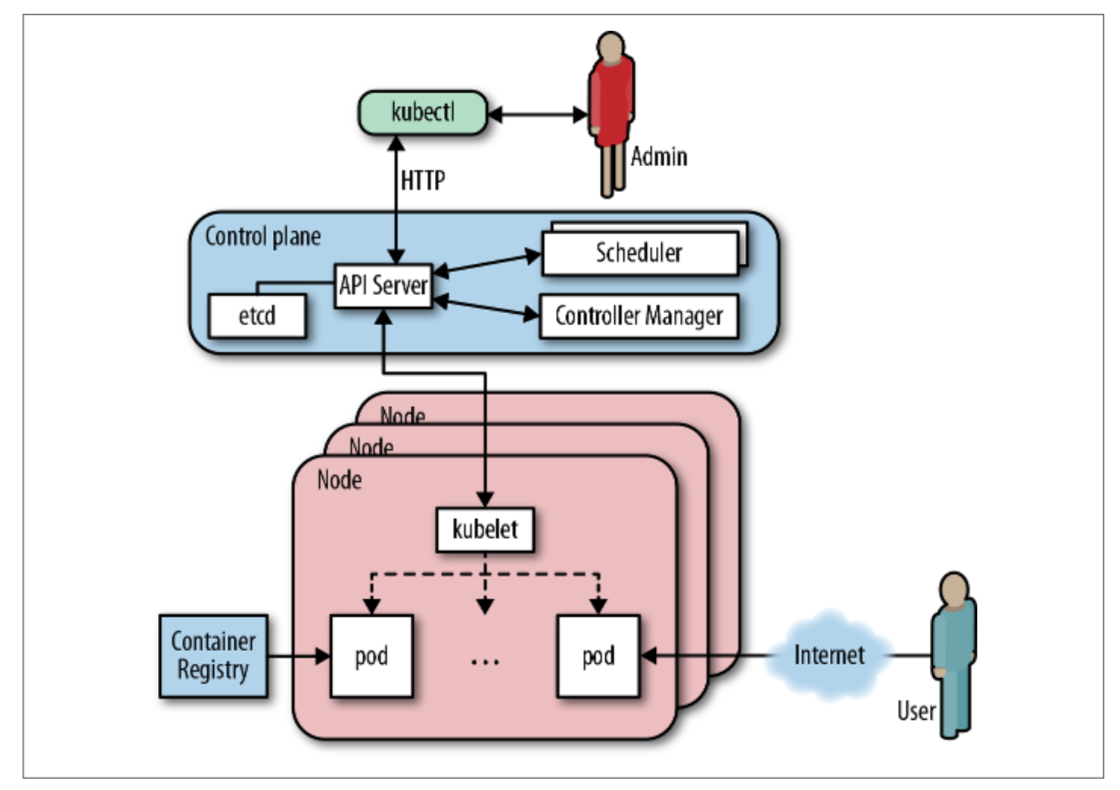 kubectl
Admin
HTTP
Control plane
Scheduler
API Server
etcd
Controller Manager
Node
Node
Node
kubelet
Container
Registry
pod
...
pod
Internet
User